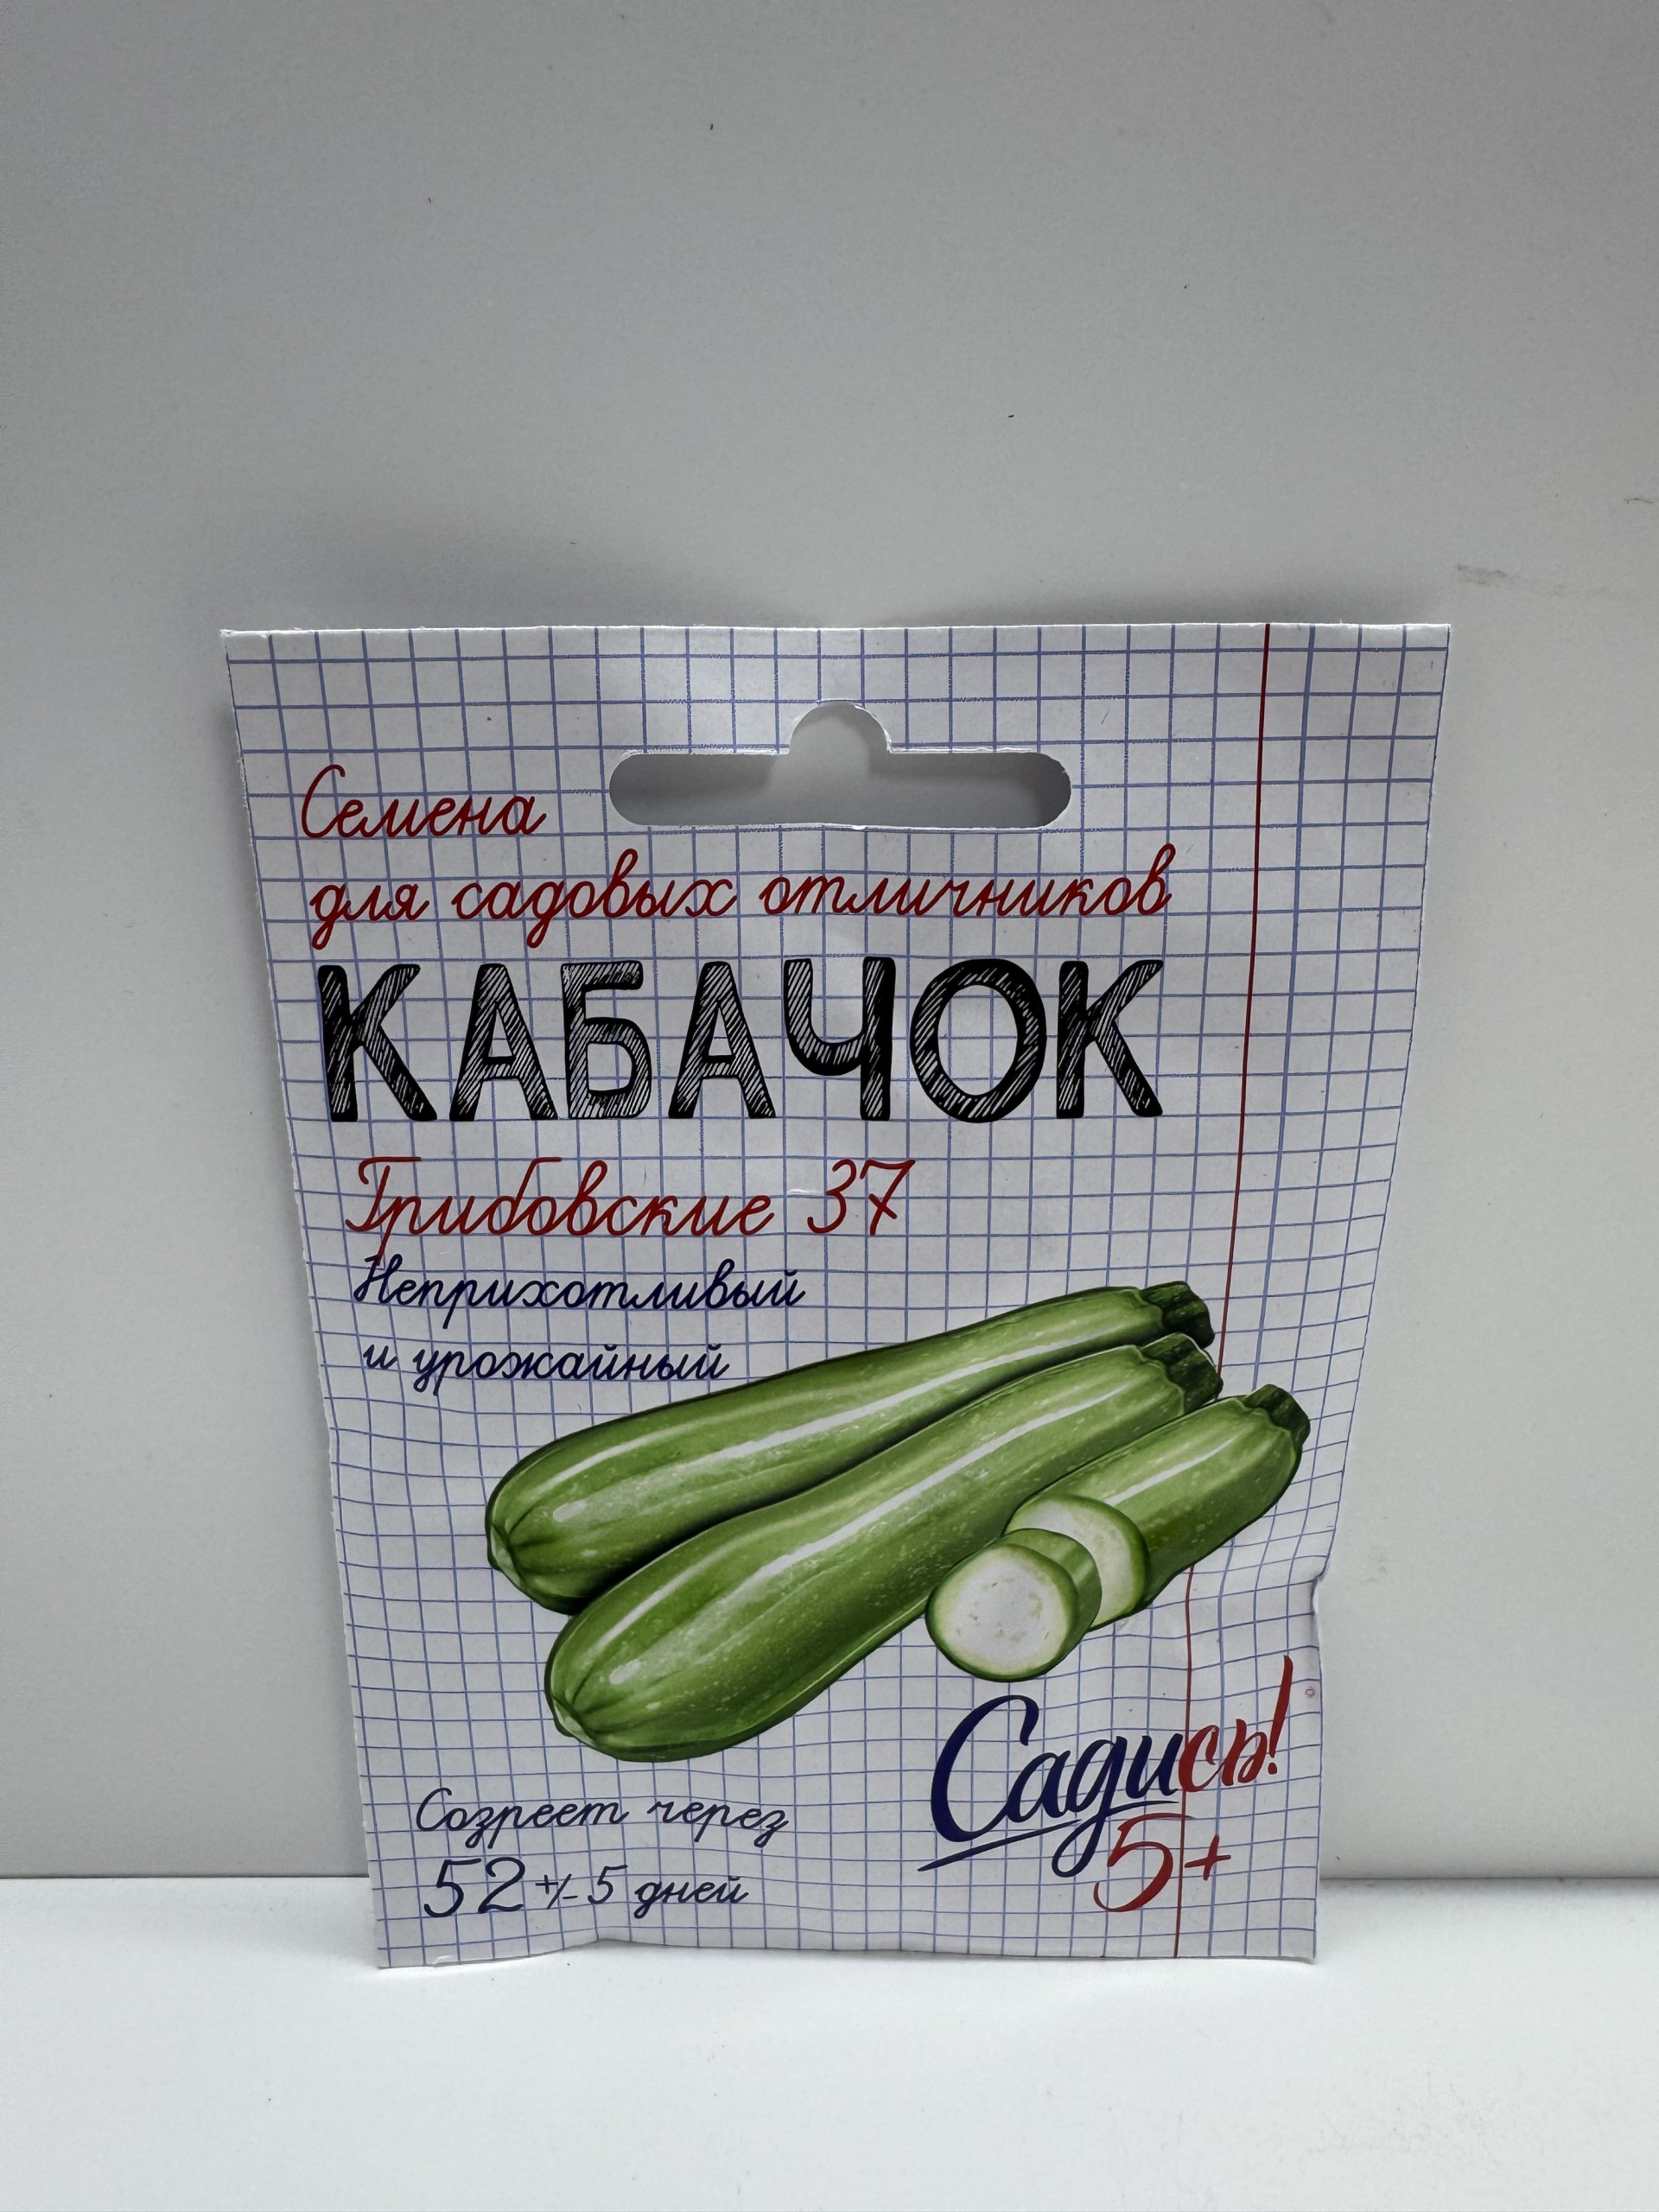 Семена
для садовых отличников
КАБАЧОК
Грибовские 37
Неприхотливый
и урожайный
Садись!
5+
Созреет через
52 +/- 5 дней